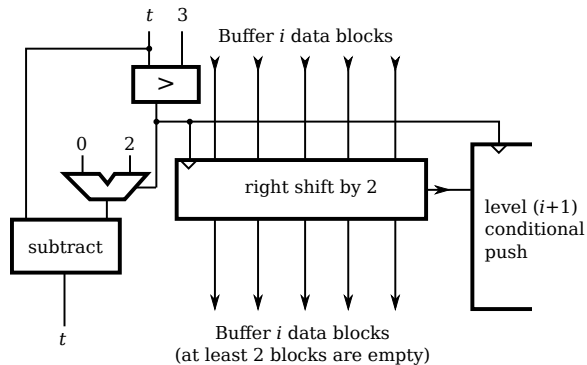 t 3
Buffer i data blocks
>
0 2
right shift by 2
level (i+1)
conditional
push
subtract
t
Buffer i data blocks
(at least 2 blocks are empty)